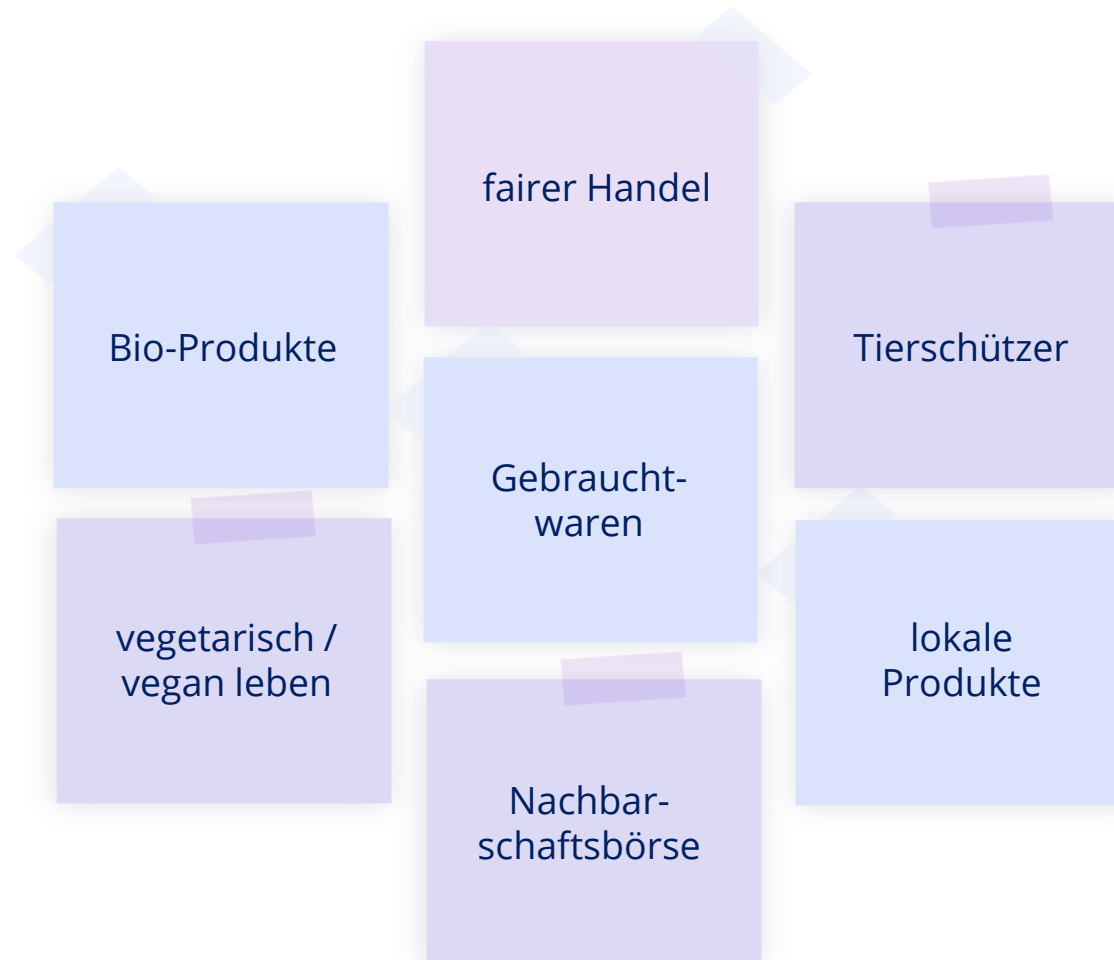 fairer Handel
Bio-Produkte
Tierschützer
Gebraucht-
waren
vegetarisch /
vegan leben
lokale
Produkte
Nachbar-
schaftsbörse